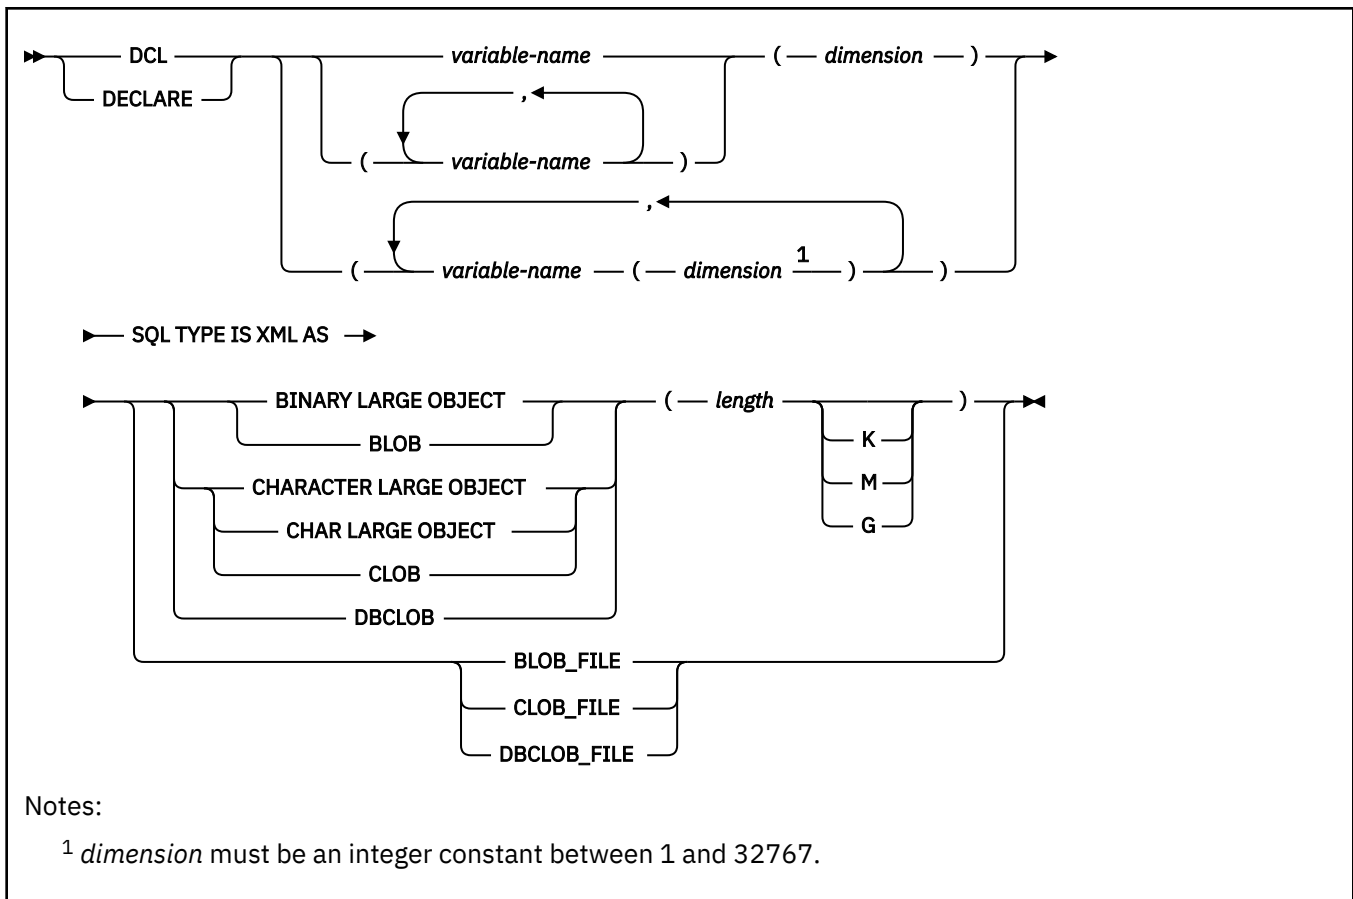 DCL variable-name ( dimension )
DECLARE ,
( variable-name )
,
( variable-name ( dimension 1 ) )
SQL TYPE IS XML AS
BINARY LARGE OBJECT ( length )
BLOB K
M
CHARACTER LARGE OBJECT
CHAR LARGE OBJECT G
CLOB
DBCLOB
BLOB_FILE
CLOB_FILE
DBCLOB_FILE
Notes:
1 dimension must be an integer constant between 1 and 32767.